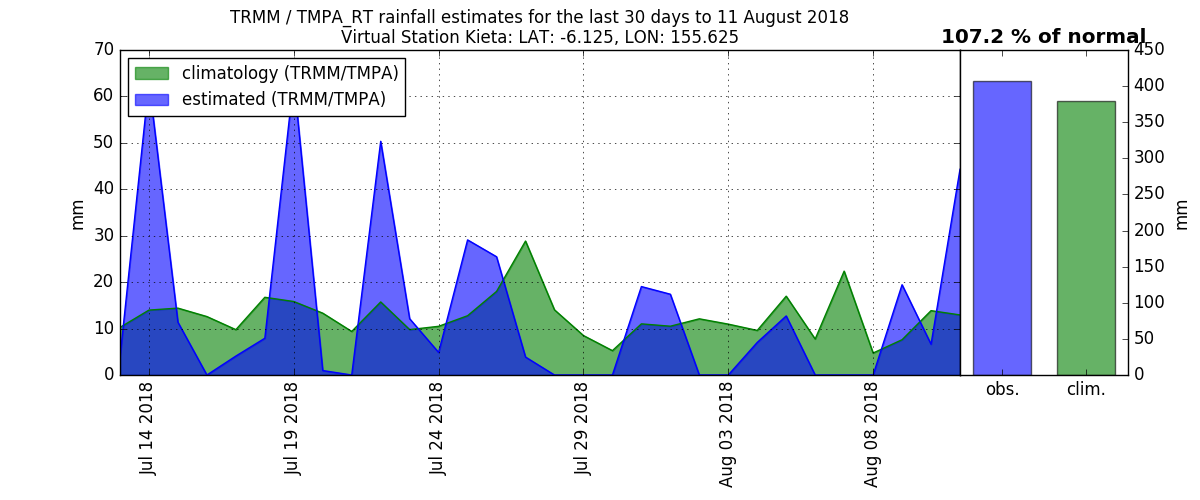 TRMM / TMPA_RT rainfall estimates for the last 30 days to 11 August 2018
Virtual Station Kieta: LAT: -6.125, LON: 155.625
107.2 % of normal
climatology (TRMM/TMPA)
estimated (TRMM/TMPA)
70
60
50
40
30
20
10
0
mm
Jul 14 2018
Jul 19 2018
Jul 24 2018
Jul 29 2018
Aug 03 2018
Aug 08 2018
obs.
clim.
450
400
350
300
250
200
150
100
50
0
mm